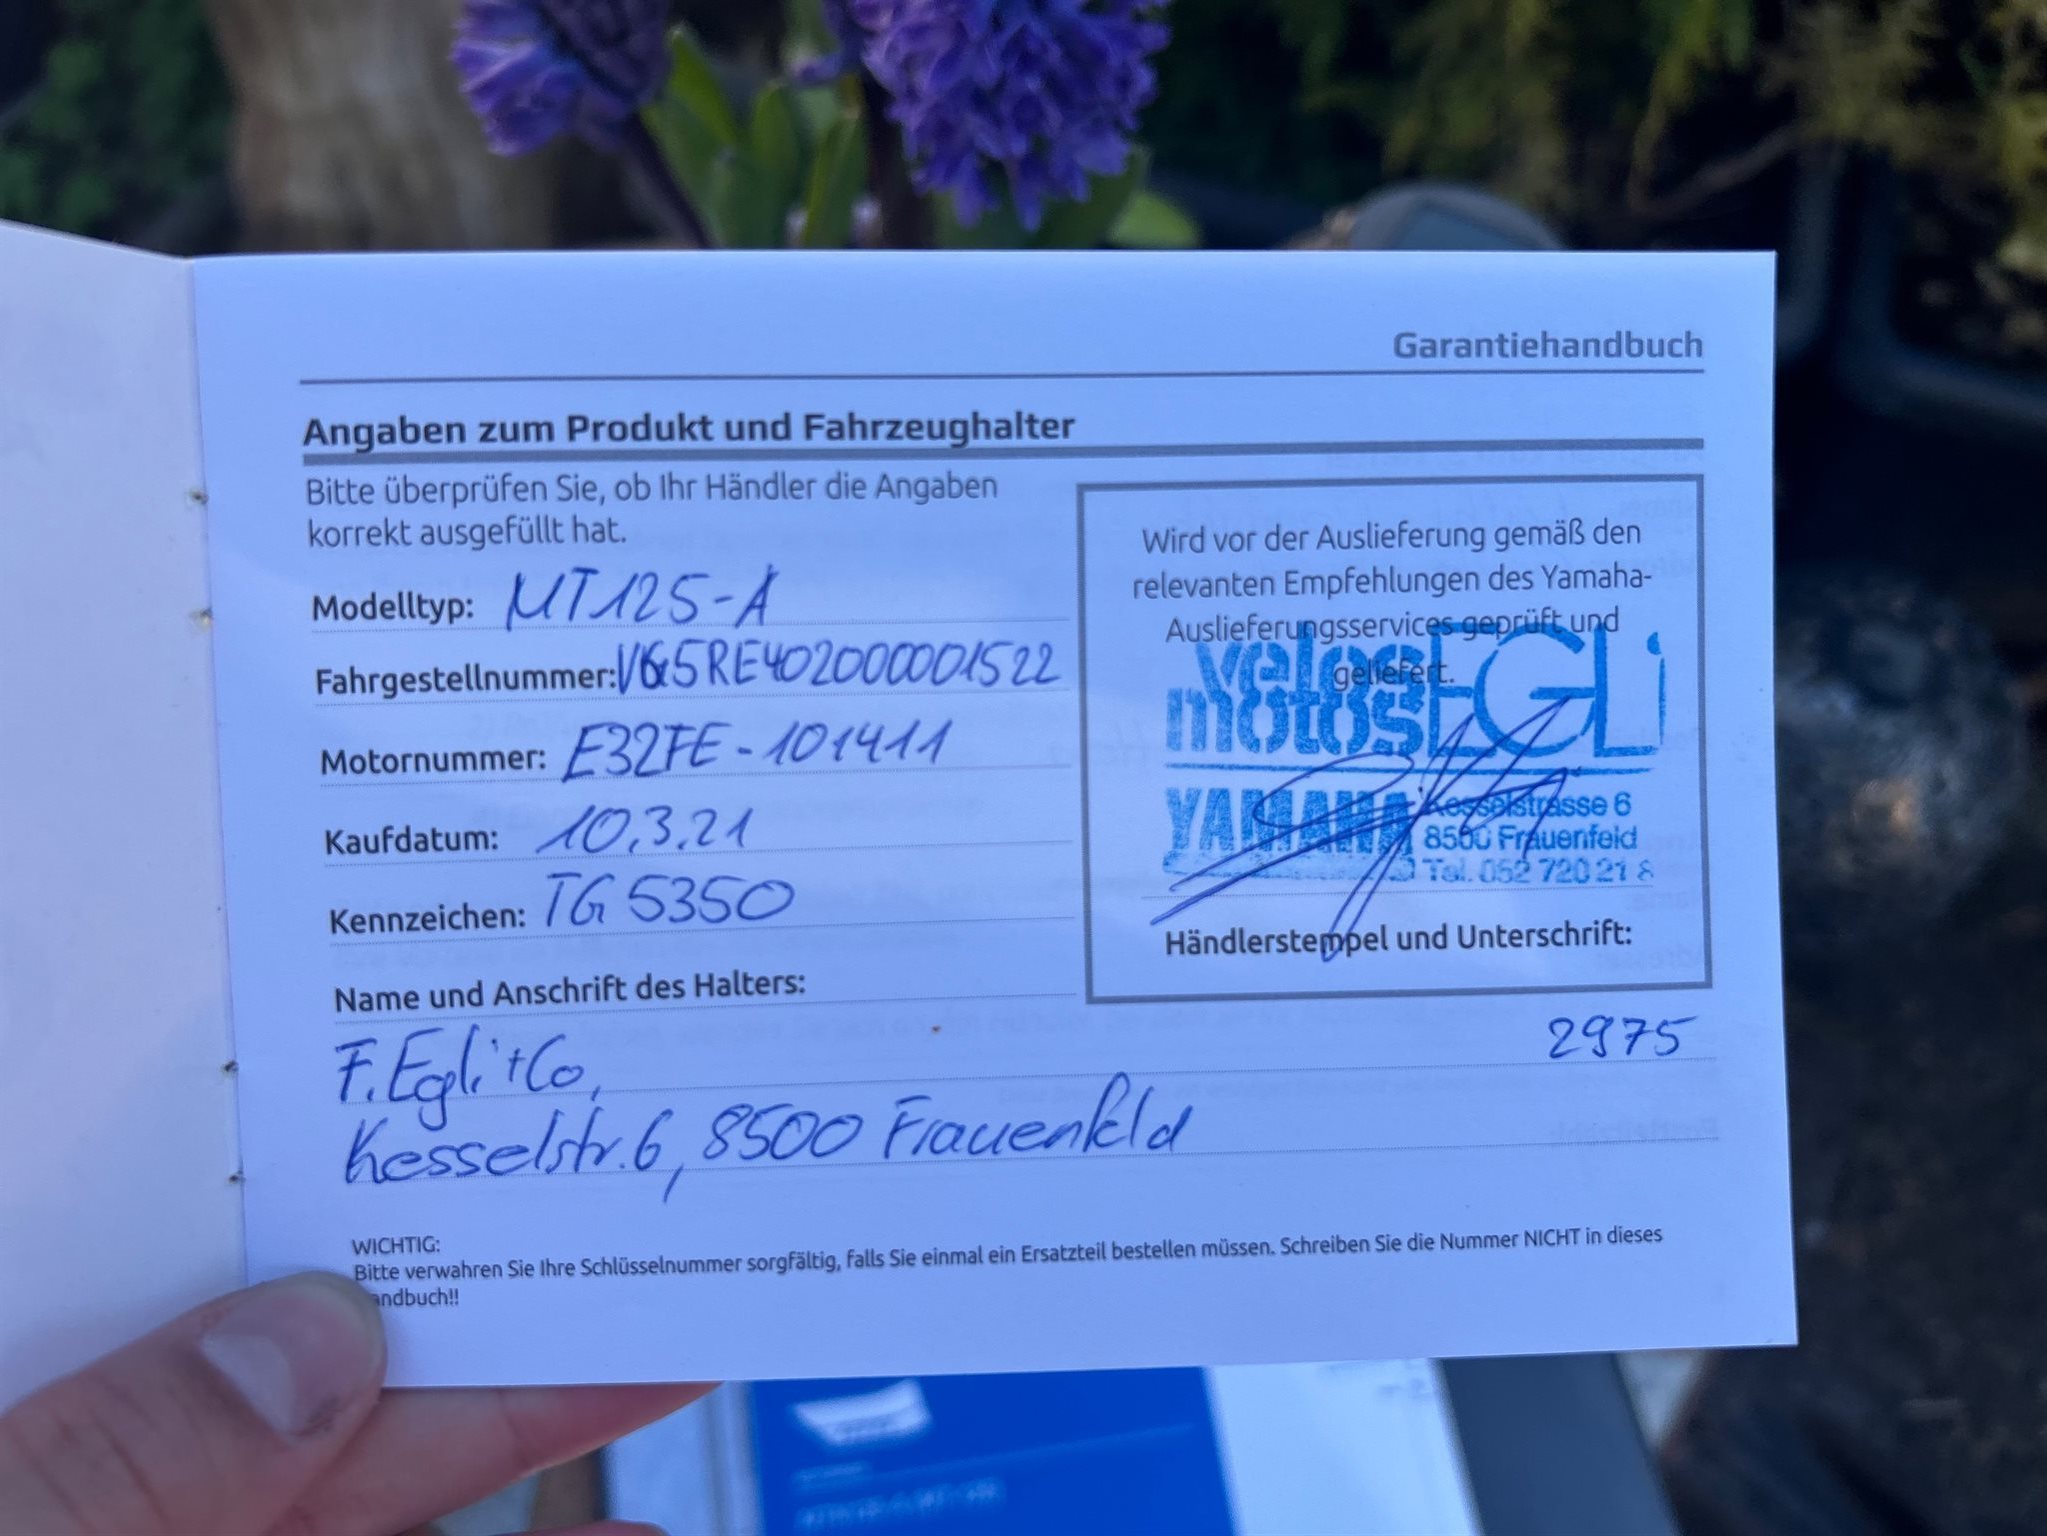 Garantiehandbuch
Angaben zum Produkt und Fahrzeughalter
Bitte überprüfen Sie, ob Ihr Händler die Angaben
korrekt ausgefüllt hat.
Modelltyp: MT125-A
Fahrgestellnummer: VG5RE402000001522
Motornummer: E32FE-101411
Kaufdatum: 10.3.21
Kennzeichen: TG 5350
Name und Anschrift des Halters:
F. Egli + Co,
Kesselstr. 6, 8500 Frauenfeld
2975
Wird vor der Auslieferung gemäß den
relevanten Empfehlungen des Yamaha-
Auslieferungsservices geprüft und
geliefert.
velos EGLi
motos
YAMAHA
Kesselstrasse 6
8500 Frauenfeld
Tel. 052 720 21 8
Händlerstempel und Unterschrift:
WICHTIG:
Bitte verwahren Sie Ihre Schlüsselnummer sorgfältig, falls Sie einmal ein Ersatzteil bestellen müssen. Schreiben Sie die Nummer NICHT in dieses
andbuch!!